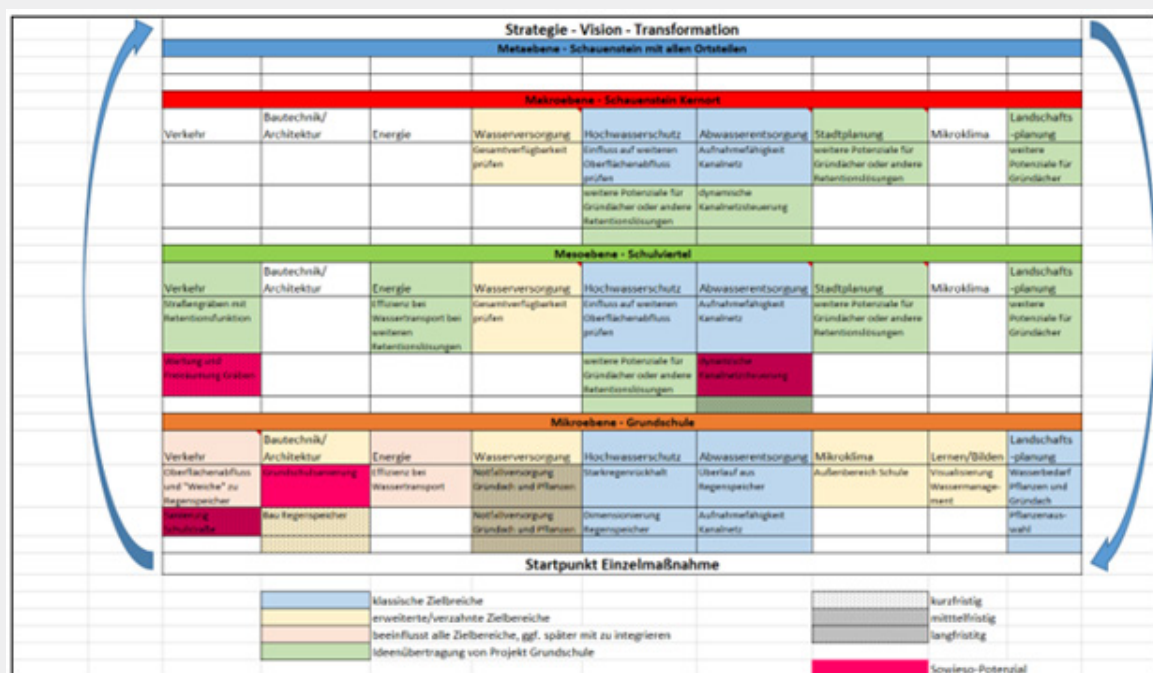 Strategie - Vision - Transformation
Metaebene - Schauenstein mit allen Ortsteilen
Makroebene - Schauenstein Kernort
Verkehr
Bautechnik/
Architektur
Energie
Wasserversorgung
Hochwasserschutz
Abwasserentsorgung
Stadtplanung
Mikroklima
Landschafts
-planung
Gesamtverfügbarkeit
prüfen
Einfluss auf weiteren
Oberflächenabfluss
prüfen
Aufnahmefähigkeit
Kanalnetz
weitere Potenziale für
Gründächer oder andere
Retentionslösungen
weitere
Potenziale für
Gründächer
weitere Potenziale für
Gründächer oder andere
Retentionslösungen
dynamische
Kanalnetzsteuerung
Mesoebene - Schulviertel
Verkehr
Bautechnik/
Architektur
Energie
Wasserversorgung
Hochwasserschutz
Abwasserentsorgung
Stadtplanung
Mikroklima
Landschafts
-planung
Straßengräben mit
Retentionsfunktion
Effizienz bei
Wassertransport bei
weiteren
Retentionslösungen
Gesamtverfügbarkeit
prüfen
Einfluss auf weiteren
Oberflächenabfluss
prüfen
Aufnahmefähigkeit
Kanalnetz
weitere Potenziale für
Gründächer oder andere
Retentionslösungen
weitere
Potenziale für
Gründächer
Wartung und
Freiräumung Gräben
weitere Potenziale für
Gründächer oder andere
Retentionslösungen
dynamische
Kanalnetzsteuerung
Mikroebene - Grundschule
Verkehr
Bautechnik/
Architektur
Energie
Wasserversorgung
Hochwasserschutz
Abwasserentsorgung
Mikroklima
Lernen/Bilden
Landschafts
-planung
Oberflächenabfluss
und "Weiche" zu
Regenspeicher
Grundschulsanierung
Effizienz bei
Wassertransport
Notfallversorgung
Gründach und Pflanzen
Starkregenrückhalt
Überlauf aus
Regenspeicher
Außenbereich Schule
Visualisierung
Wassermanage-
ment
Wasserbedarf
Pflanzen und
Gründach
Sanierung
Schulstraße
Bau Regenspeicher
Notfallversorgung
Gründach und Pflanzen
Dimensionierung
Regenspeicher
Aufnahmefähigkeit
Kanalnetz
Pflanzenaus-
wahl
Startpunkt Einzelmaßnahme
klassische Zielbreiche
erweiterte/verzahnte Zielbereiche
beeinflusst alle Zielbereiche, ggf. später mit zu integrieren
Ideenübertragung von Projekt Grundschule
kurzfristig
mitttelfristig
langfristitg
Sowieso-Potenzial